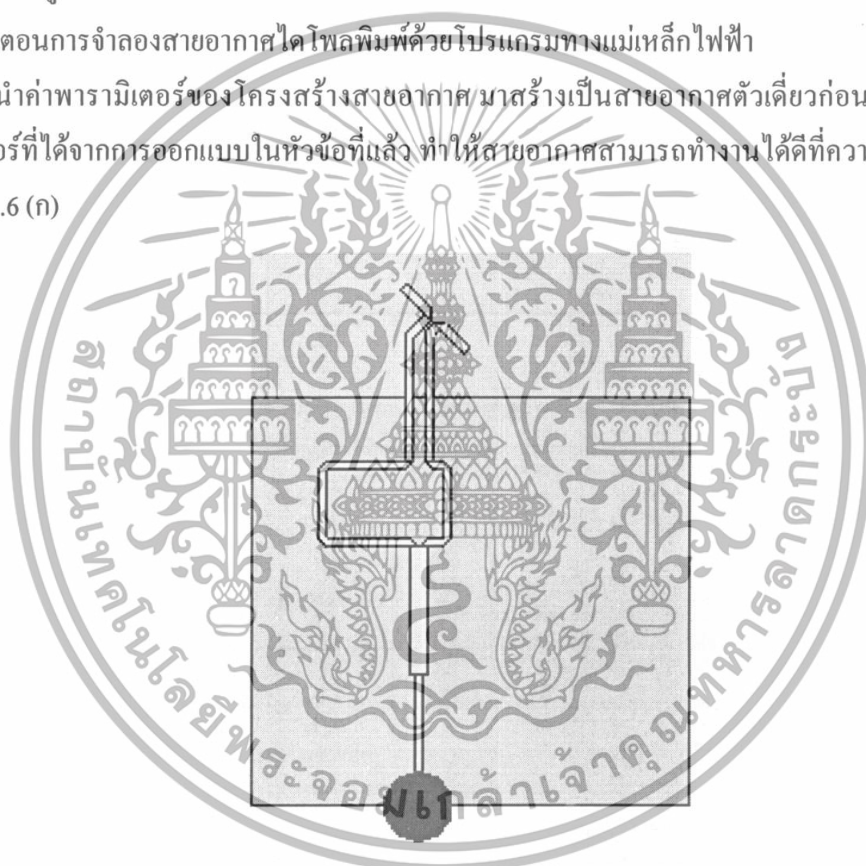 ตอนการจำลองสายอากาศไดโพลพิมพ์ด้วยโปรแกรมทางแม่เหล็กไฟฟ้า
นำค่าพารามิเตอร์ของโครงสร้างสายอากาศ มาสร้างเป็นสายอากาศตัวเดี่ยวก่อน
อร์ที่ได้จากการออกแบบในหัวข้อที่แล้ว ทำให้สายอากาศสามารถทำงานได้ดีที่ความ
.6 (ก)
สถาบันเทคโนโลยีพระจอมเกล้าเจ้าคุณทหารลาดกระบัง